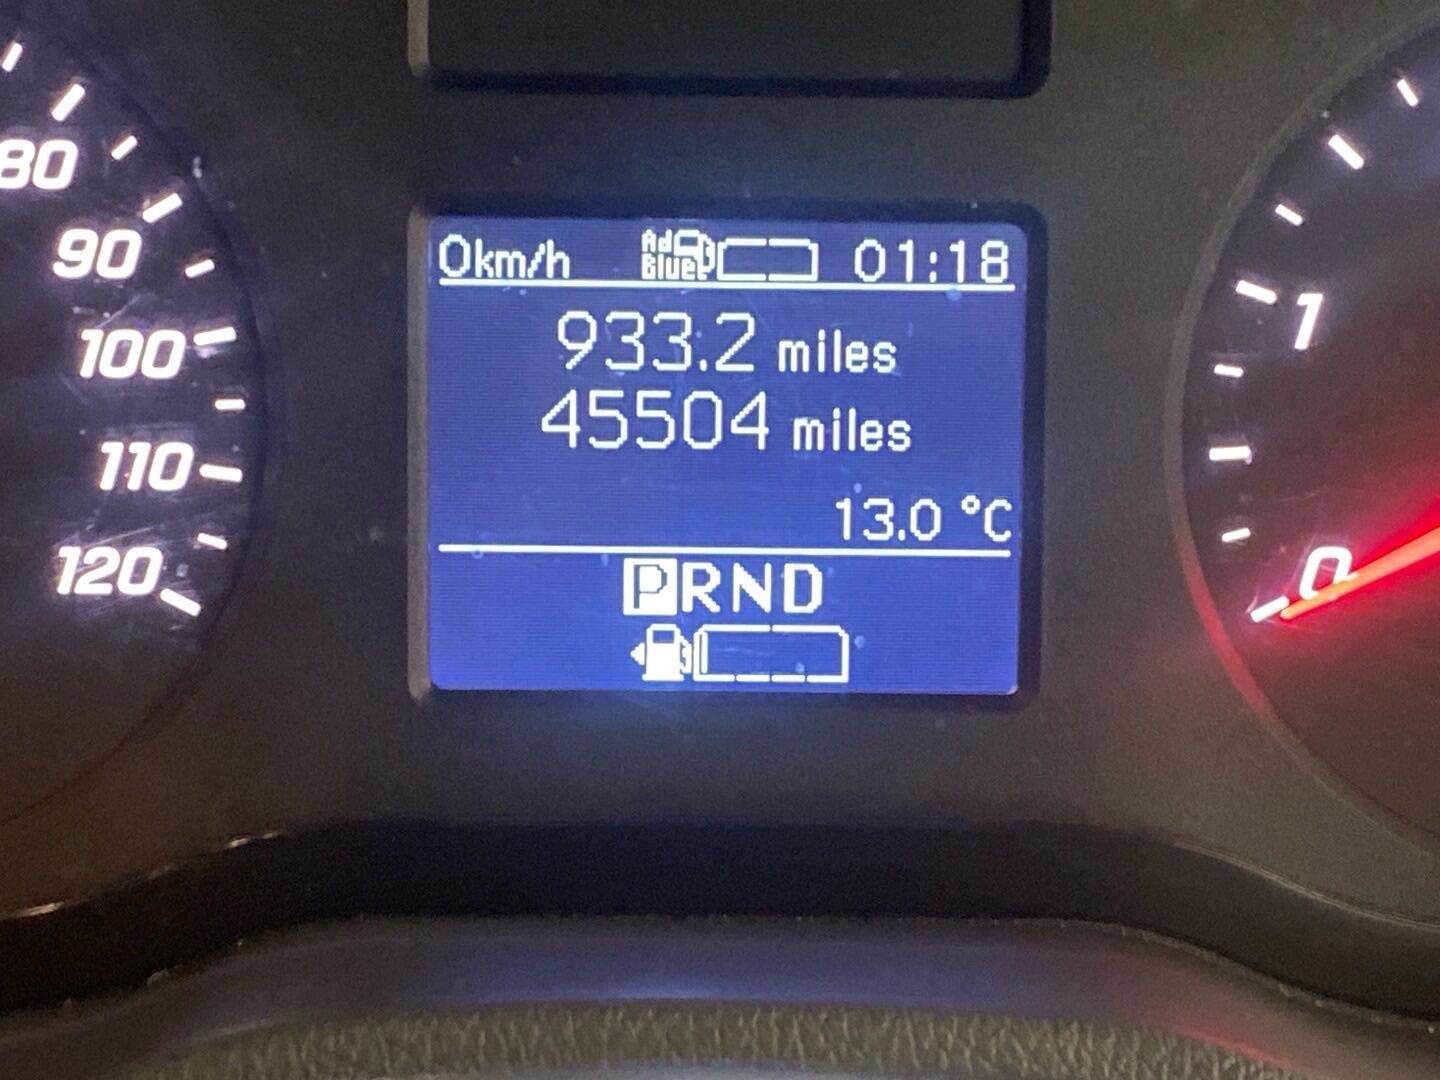 80
90
100
110
120
0km/h Ad Blue 01:18
933.2 miles
45504 miles
13.0 °C
PRND
1
0